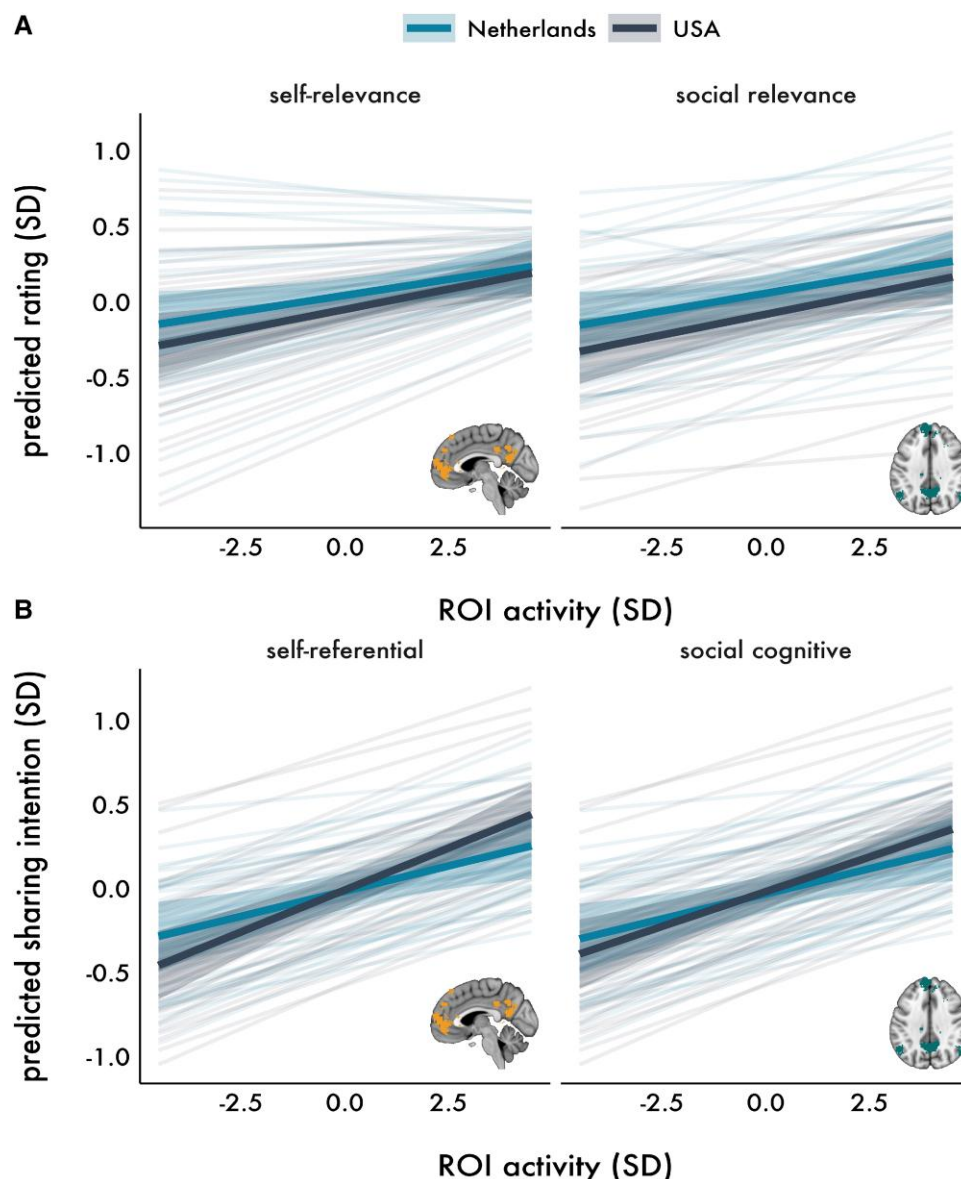 A
Netherlands USA
self-relevance social relevance
predicted rating (SD)
1.0
0.5
0.0
-0.5
-1.0
-2.5 0.0 2.5 -2.5 0.0 2.5
ROI activity (SD)
B
self-referential social cognitive
predicted sharing intention (SD)
1.0
0.5
0.0
-0.5
-1.0
-2.5 0.0 2.5 -2.5 0.0 2.5
ROI activity (SD)